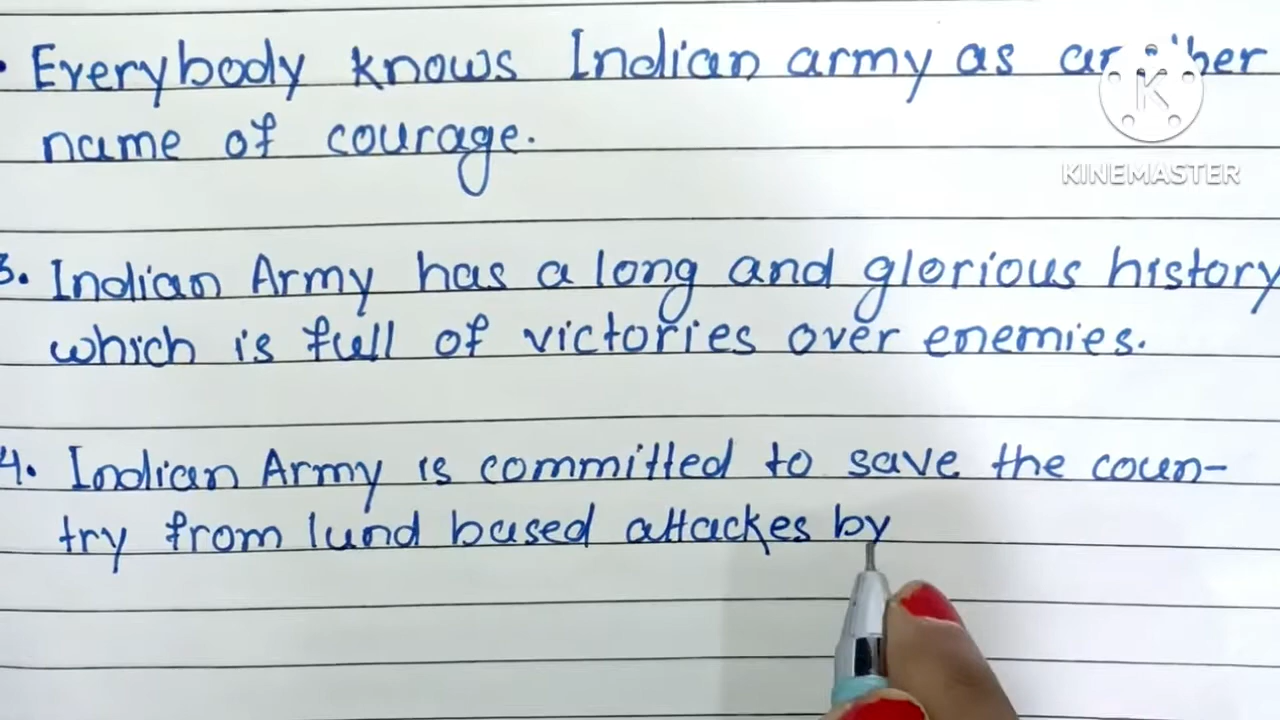 • Everybody knows Indian army as another
name of courage.
3. Indian Army has a long and glorious history
which is full of victories over enemies.
4. Indian Army is committed to save the coun-
try from land based attackes by
K
KINEMASTER